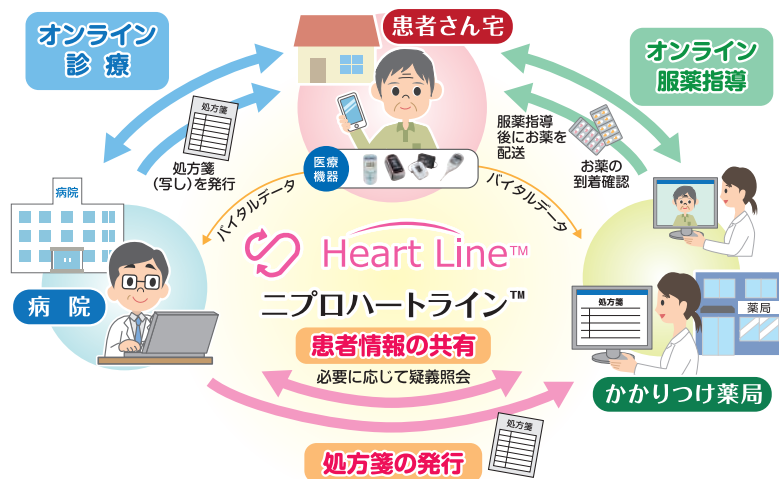 オンライン
診 療
患者さん宅
オンライン
服薬指導
処方箋
処方箋
(写し)を発行
服薬指導
後にお薬を
配送
お薬の
到着確認
医療
機器
バイタルデータ
バイタルデータ
病院
病 院
Heart Line™
ニプロハートライン™
患者情報の共有
必要に応じて疑義照会
処方箋
薬局
かかりつけ薬局
処方箋の発行
処方箋